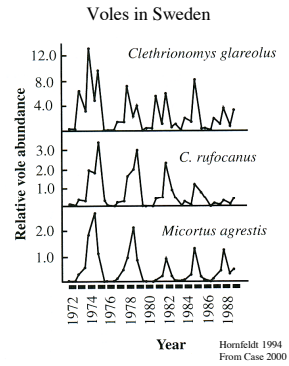 Voles in Sweden
Clethrionomys glareolus
12.0
8.0
4.0
C. rufocanus
3.0
2.0
1.0
Micortus agrestis
2.0
1.0
Relative vole abundance
1972
1974
1976
1978
1980
1982
1984
1986
1988
Year
Hornfeldt 1994
From Case 2000